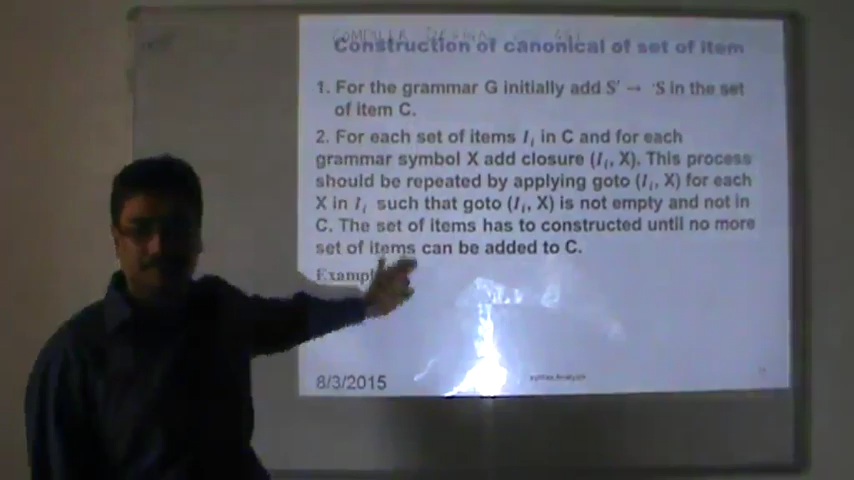 Construction of canonical of set of item
1. For the grammar G initially add S' → ·S in the set
of item C.
2. For each set of items Iᵢ in C and for each
grammar symbol X add closure (Iᵢ, X). This process
should be repeated by applying goto (Iᵢ, X) for each
X in Iᵢ such that goto (Iᵢ, X) is not empty and not in
C. The set of items has to constructed until no more
set of items can be added to C.
8/3/2015
Syntax Analysis